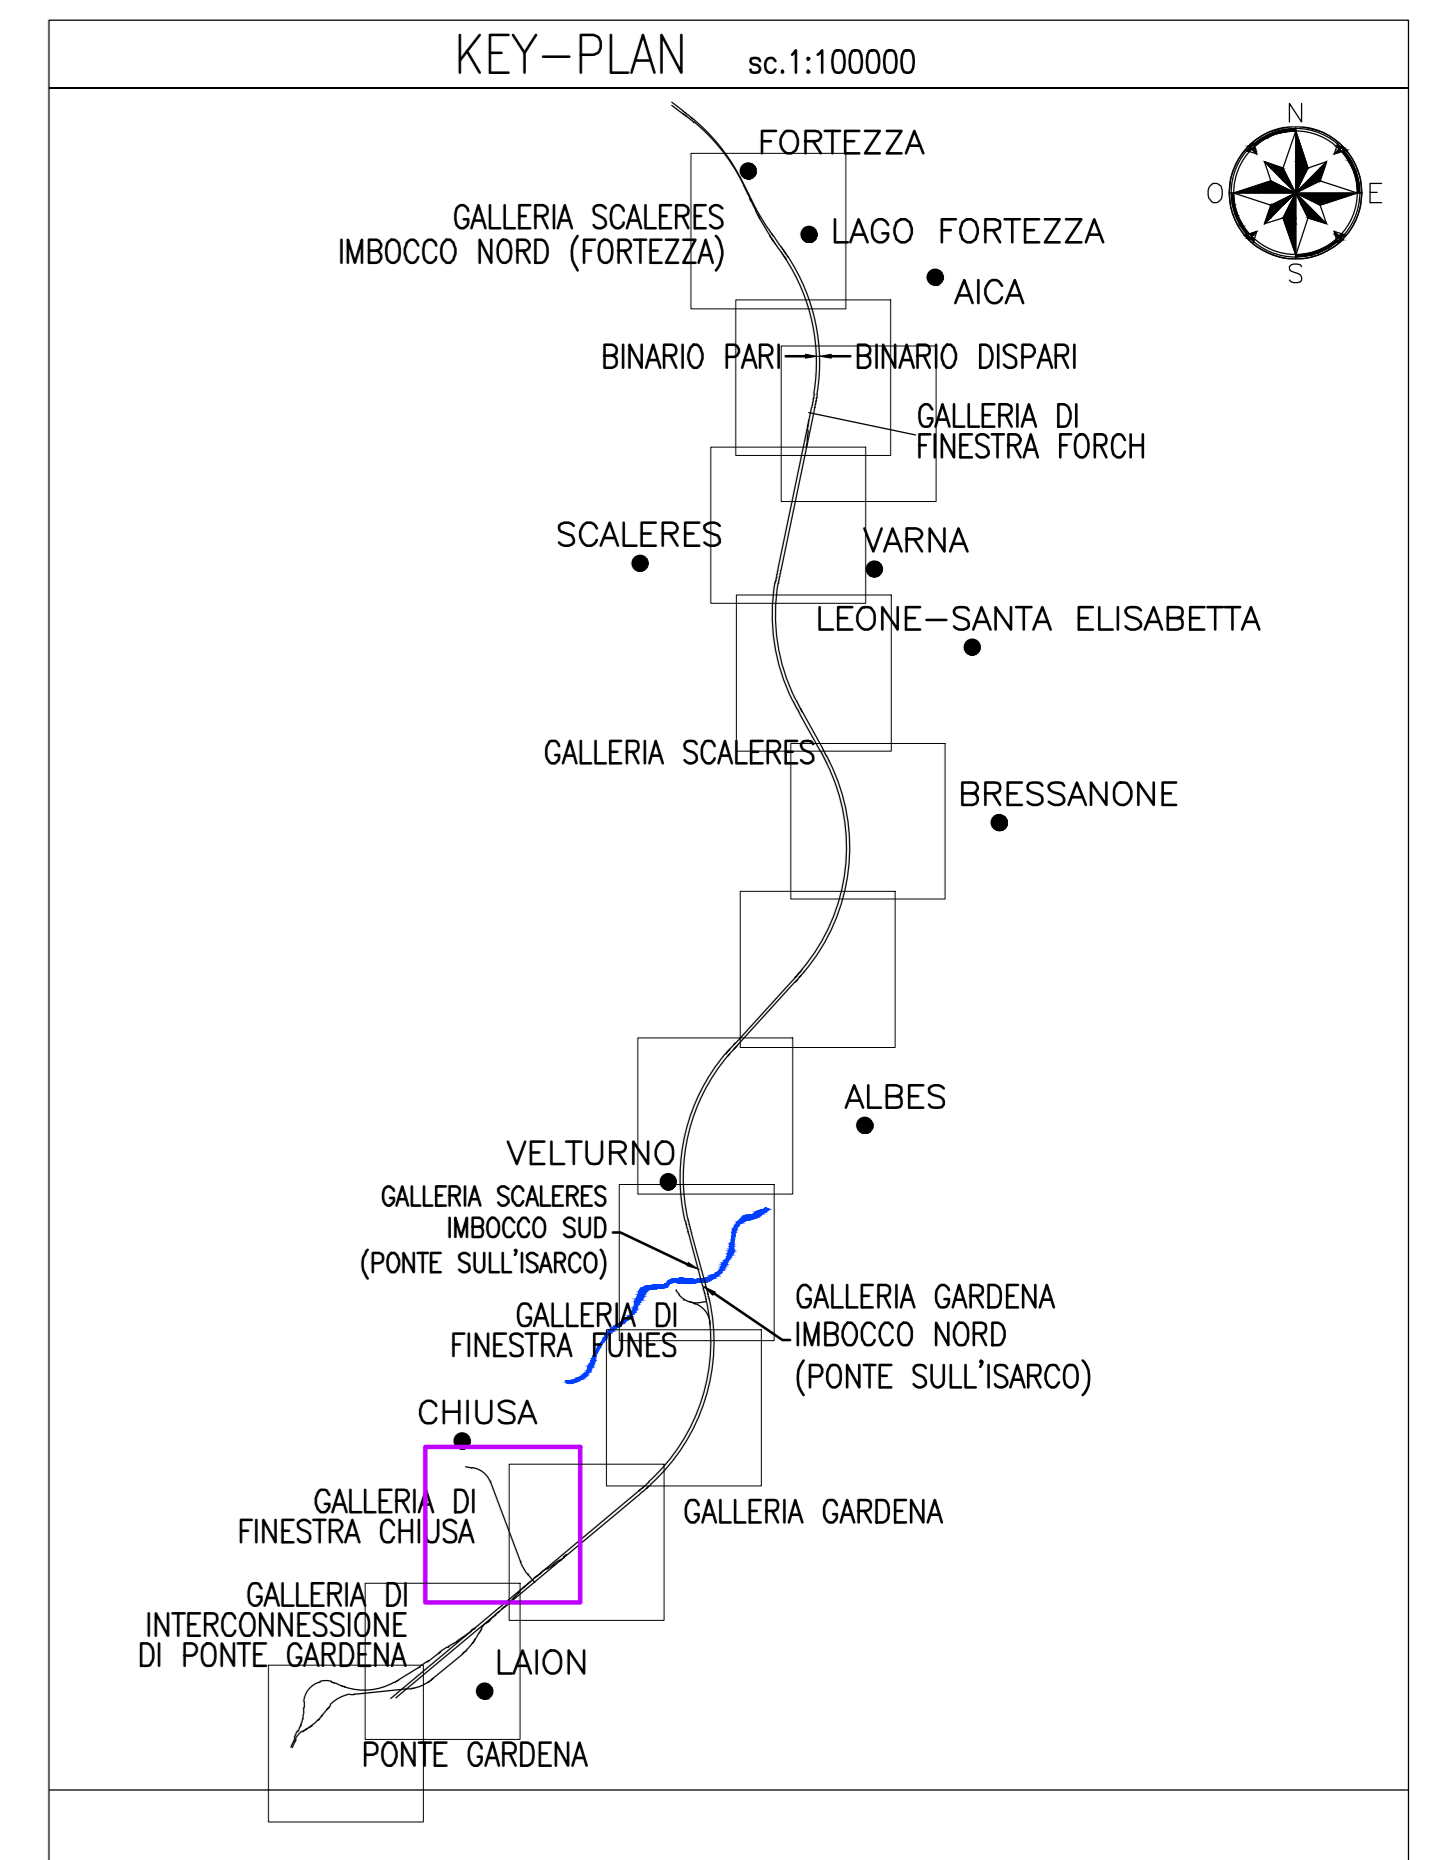 KEY-PLAN sc.1:100000
N
O
E
S
FORTEZZA
GALLERIA SCALERES
IMBOCCO NORD (FORTEZZA)
LAGO FORTEZZA
AICA
BINARIO PARI
BINARIO DISPARI
GALLERIA DI
FINESTRA FORCH
SCALERES
VARNA
LEONE-SANTA ELISABETTA
GALLERIA SCALERES
BRESSANONE
ALBES
VELTURNO
GALLERIA SCALERES
IMBOCCO SUD
(PONTE SULL'ISARCO)
GALLERIA DI
FINESTRA FUNES
GALLERIA GARDENA
IMBOCCO NORD
(PONTE SULL'ISARCO)
CHIUSA
GALLERIA DI
FINESTRA CHIUSA
GALLERIA GARDENA
GALLERIA DI
INTERCONNESSIONE
DI PONTE GARDENA
LAION
PONTE GARDENA